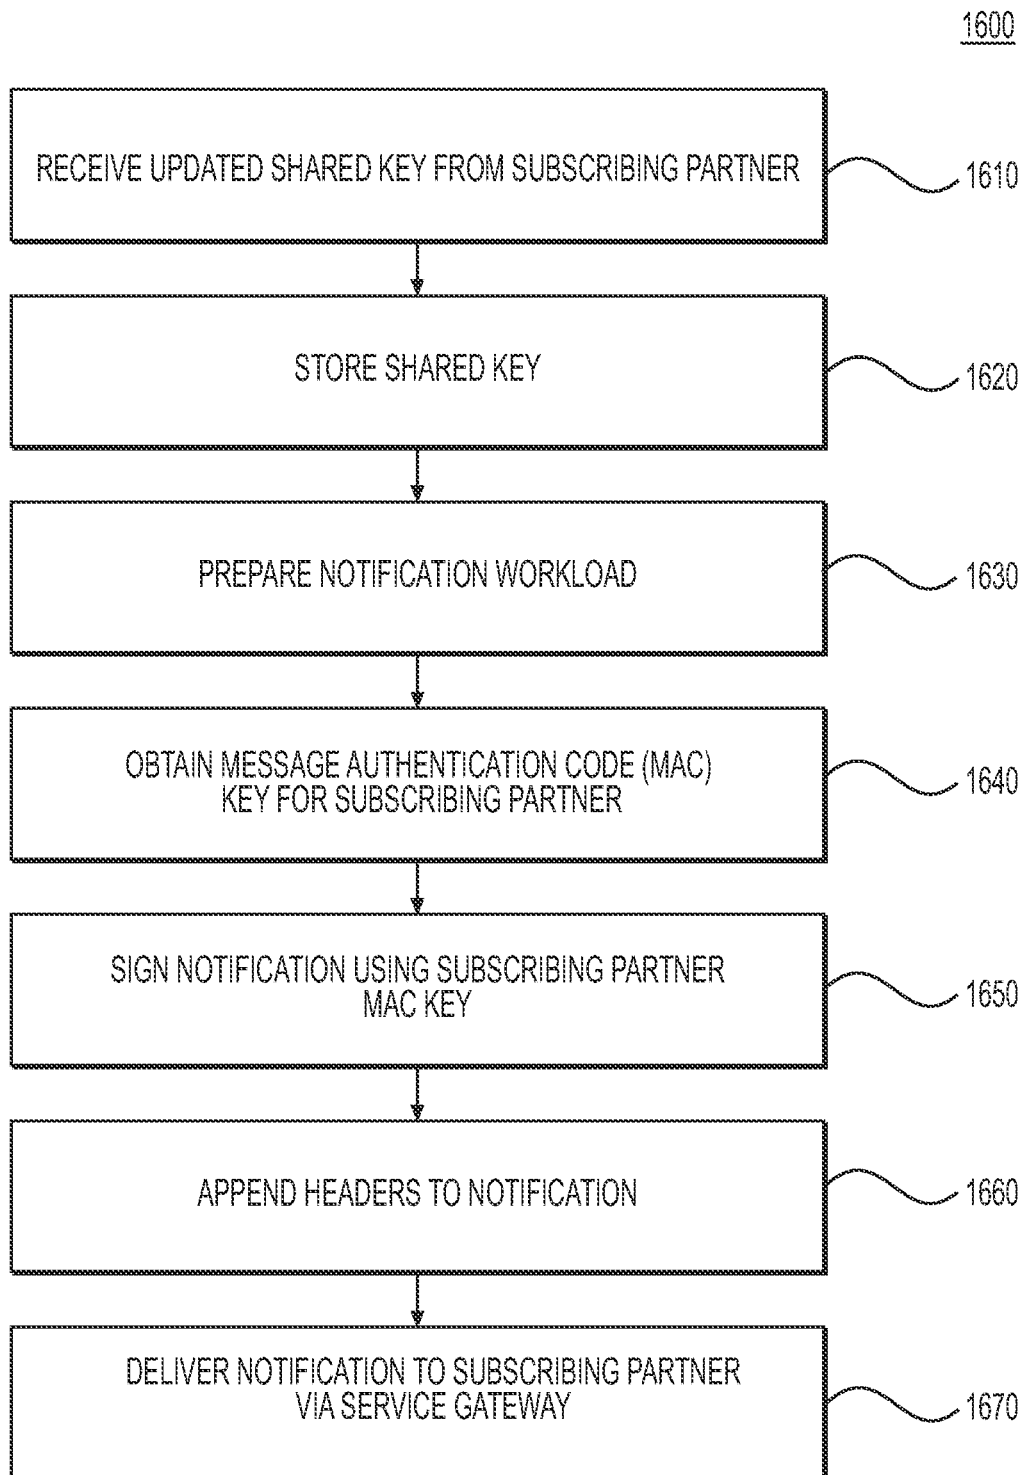 1600
RECEIVE UPDATED SHARED KEY FROM SUBSCRIBING PARTNER
1610
STORE SHARED KEY
1620
PREPARE NOTIFICATION WORKLOAD
1630
OBTAIN MESSAGE AUTHENTICATION CODE (MAC)
KEY FOR SUBSCRIBING PARTNER
1640
SIGN NOTIFICATION USING SUBSCRIBING PARTNER
MAC KEY
1650
APPEND HEADERS TO NOTIFICATION
1660
DELIVER NOTIFICATION TO SUBSCRIBING PARTNER
VIA SERVICE GATEWAY
1670